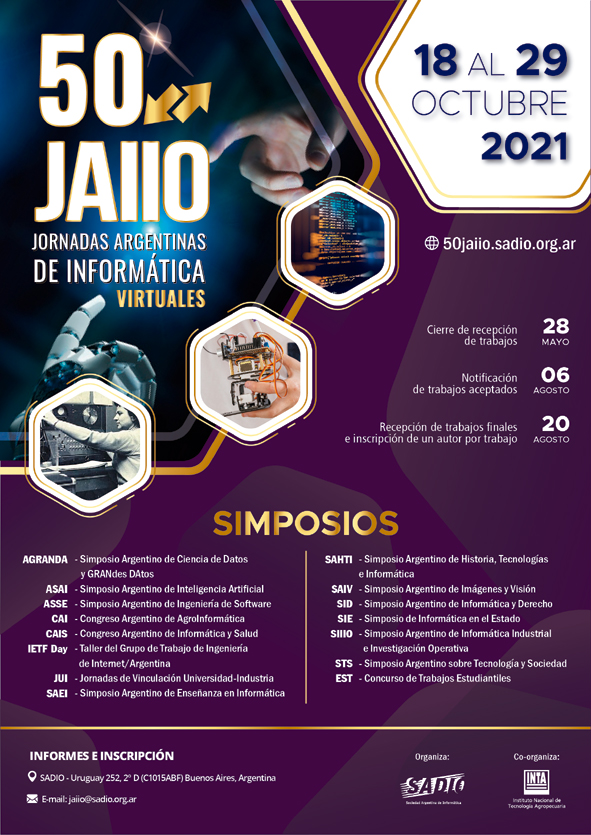 50
JAIIO
JORNADAS ARGENTINAS
DE INFORMÁTICA
VIRTUALES
18 AL 29
OCTUBRE
2021
50jaiio.sadio.org.ar
Cierre de recepción
de trabajos
28
MAYO
Notificación
de trabajos aceptados
06
AGOSTO
Recepción de trabajos finales
e inscripción de un autor por trabajo
20
AGOSTO
SIMPOSIOS
AGRANDA - Simposio Argentino de Ciencia de Datos
y GRANdes DAtos
ASAI - Simposio Argentino de Inteligencia Artificial
ASSE - Simposio Argentino de Ingeniería de Software
CAI - Congreso Argentino de AgroInformática
CAIS - Congreso Argentino de Informática y Salud
IETF Day - Taller del Grupo de Trabajo de Ingeniería
de Internet/Argentina
JUI - Jornadas de Vinculación Universidad-Industria
SAEI - Simposio Argentino de Enseñanza en Informática
SAHTI - Simposio Argentino de Historia, Tecnologías
e Informática
SAIV - Simposio Argentino de Imágenes y Visión
SID - Simposio Argentino de Informática y Derecho
SIE - Simposio de Informática en el Estado
SIIIO - Simposio Argentino de Informática Industrial
e Investigación Operativa
STS - Simposio Argentino sobre Tecnología y Sociedad
EST - Concurso de Trabajos Estudiantiles
INFORMES E INSCRIPCIÓN
SADIO - Uruguay 252, 2º D (C1015ABF) Buenos Aires, Argentina
E-mail: jaiio@sadio.org.ar
Organiza:
SADIO
Sociedad Argentina de Informática
Co-organiza:
INTA
Instituto Nacional de
Tecnología Agropecuaria